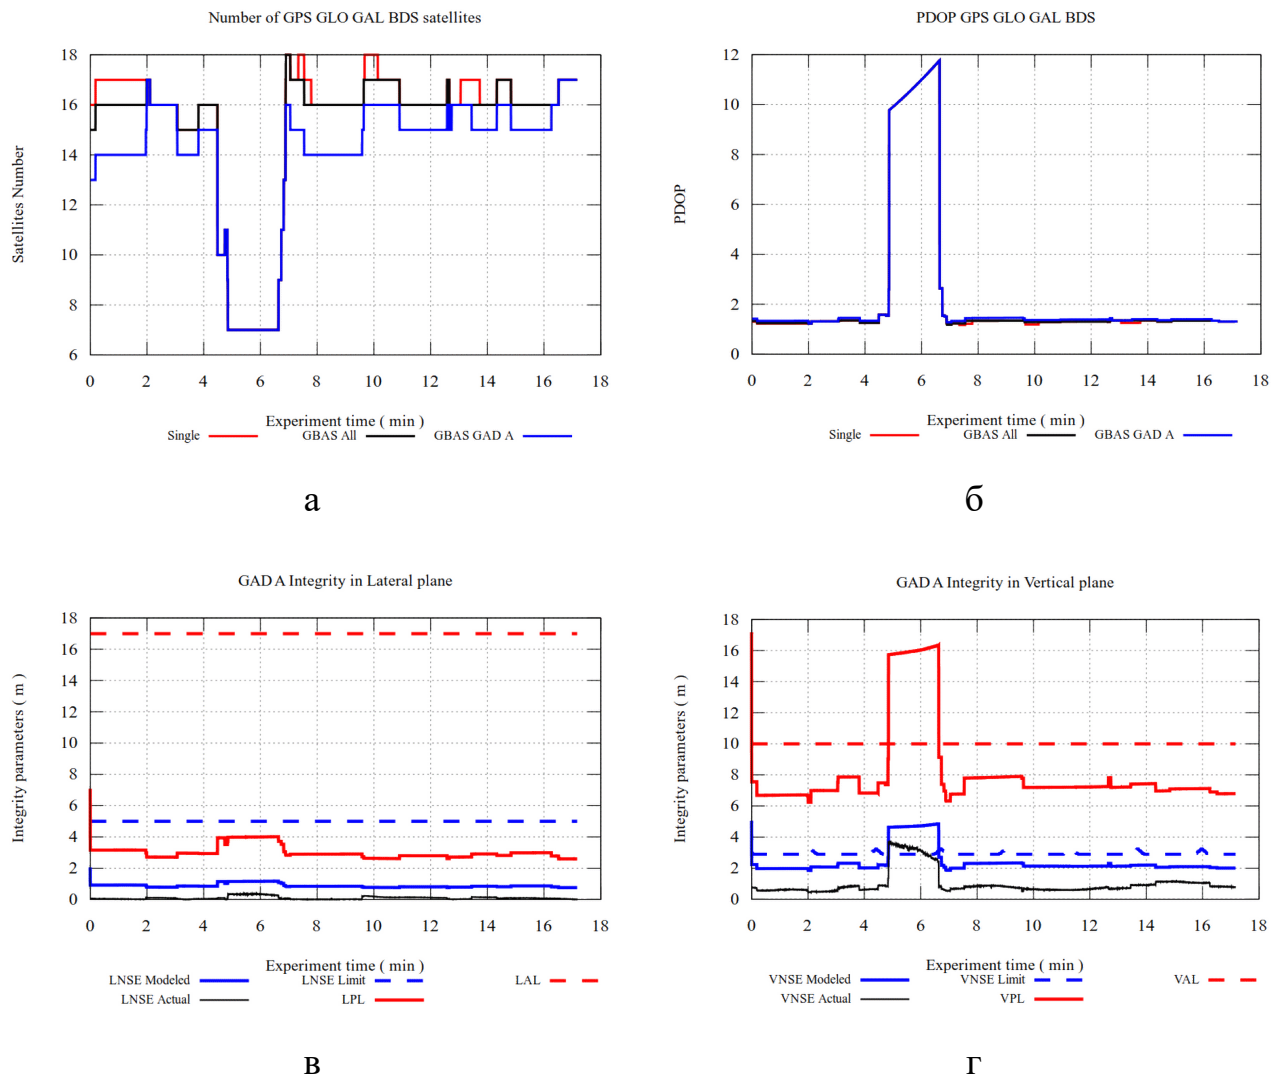 Number of GPS GLO GAL BDS satellites
18
16
14
12
10
8
6
Satellites Number
0 2 4 6 8 10 12 14 16 18
Experiment time ( min )
Single GBAS All GBAS GAD A
а
PDOP GPS GLO GAL BDS
12
10
8
6
4
2
0
PDOP
0 2 4 6 8 10 12 14 16 18
Experiment time ( min )
Single GBAS All GBAS GAD A
б
GAD A Integrity in Lateral plane
18
16
14
12
10
8
6
4
2
0
Integrity parameters ( m )
0 2 4 6 8 10 12 14 16 18
Experiment time ( min )
LNSE Modeled LNSE Limit LAL
LNSE Actual LPL
в
GAD A Integrity in Vertical plane
18
16
14
12
10
8
6
4
2
0
Integrity parameters ( m )
0 2 4 6 8 10 12 14 16 18
Experiment time ( min )
VNSE Modeled VNSE Limit VAL
VNSE Actual VPL
г